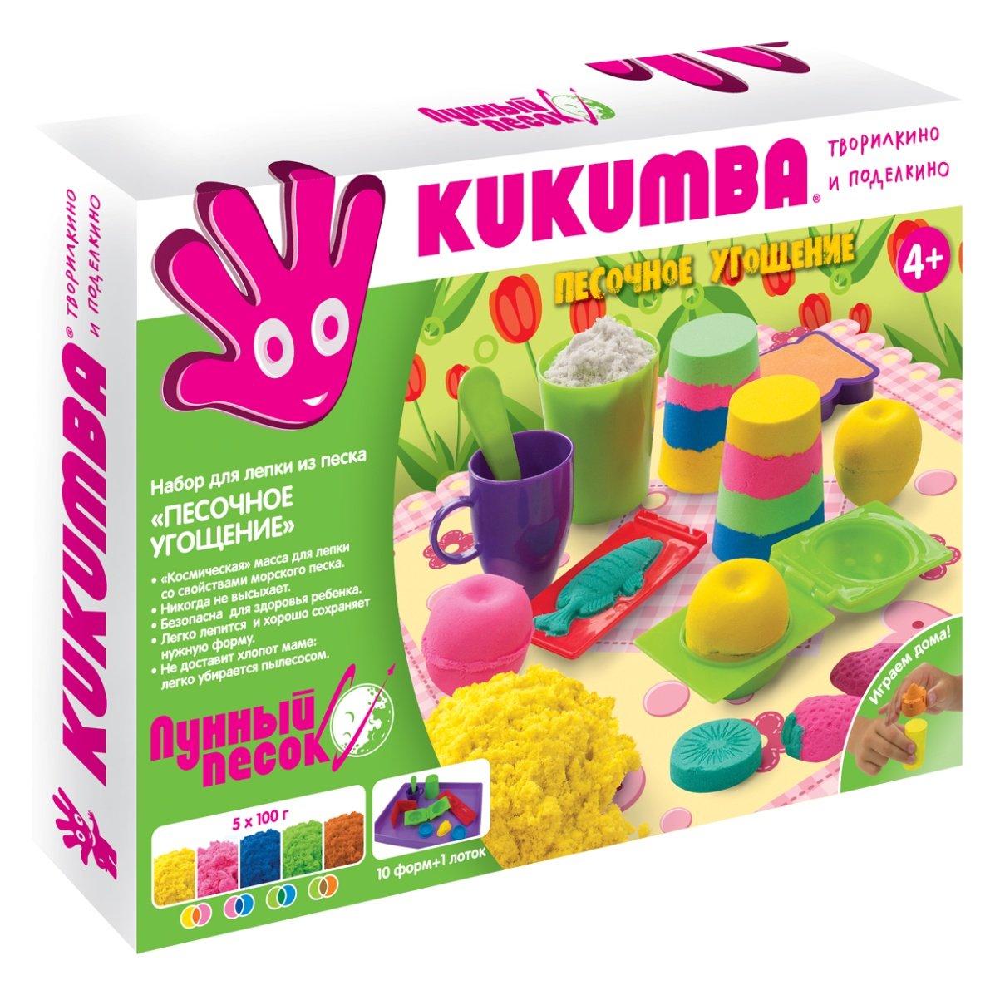 Лунный
песок
KUKUMBA®
ТВОРИЛКИНО
И ПОДЕЛКИНО
ПЕСОЧНОЕ УГОЩЕНИЕ
4+
Набор для лепки из песка
«ПЕСОЧНОЕ
УГОЩЕНИЕ»
• «Космическая» масса для лепки
со свойствами морского песка.
• Никогда не высыхает.
• Безопасна для здоровья ребенка.
• Легко лепится и хорошо сохраняет
нужную форму.
• Не доставит хлопот маме:
легко убирается пылесосом.
Лунный
песок
5 х 100 г
10 форм+1 лоток
Играем дома!
KUKUMBA®
ТВОРИЛКИНО
И ПОДЕЛКИНО